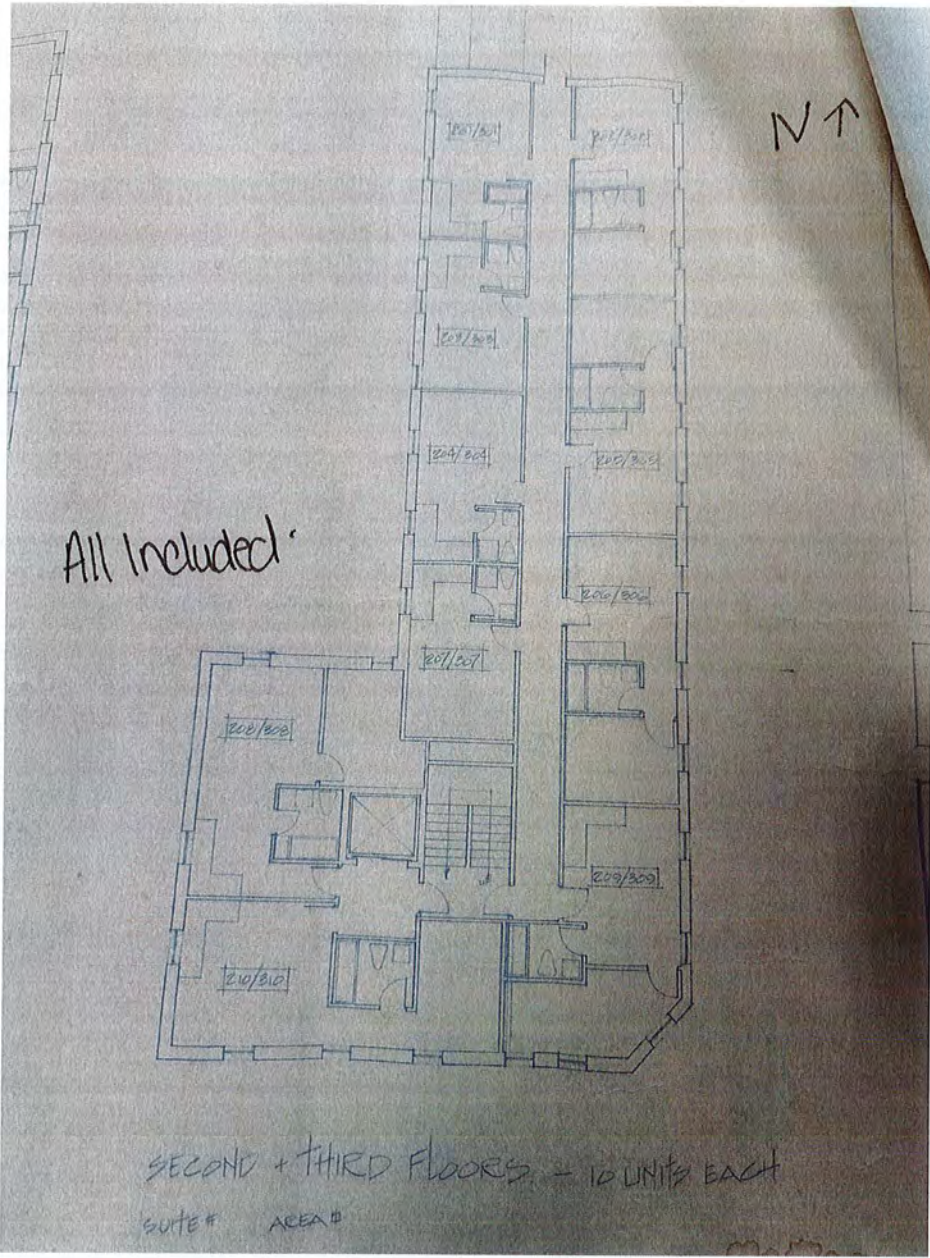 N ↑
201/301
202/302
203/303
204/304
205/305
All Included
206/306
207/307
208/308
209/309
210/310
SECOND + THIRD FLOORS - 10 UNITS EACH
SUITE # AREA #